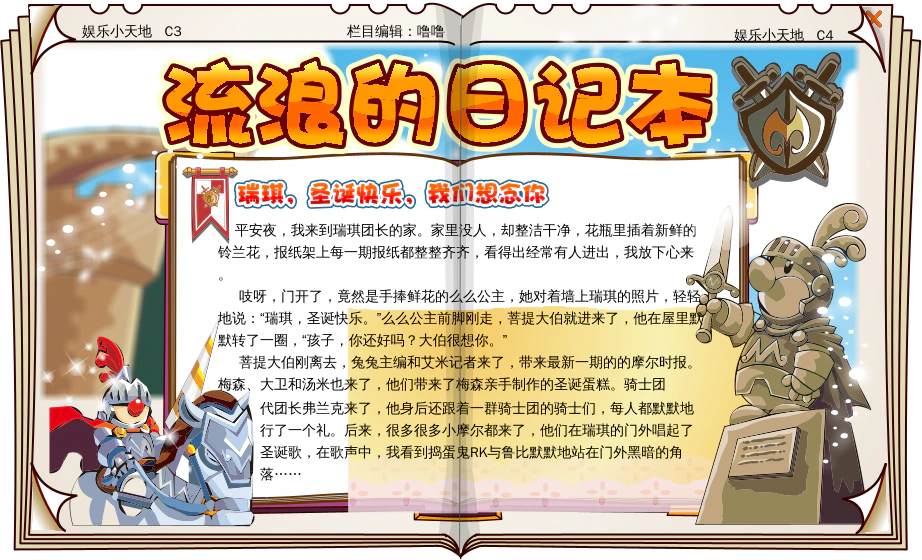 娱乐小天地 C3
栏目编辑：噜噜
娱乐小天地 C4
流浪的日记本
瑞琪，圣诞快乐，我们想念你
平安夜，我来到瑞琪团长的家。家里没人，却整洁干净，花瓶里插着新鲜的
铃兰花，报纸架上每一期报纸都整整齐齐，看得出经常有人进出，我放下心来
。
吱呀，门开了，竟然是手捧鲜花的么么公主，她对着墙上瑞琪的照片，轻轻
地说：“瑞琪，圣诞快乐。”么么公主前脚刚走，菩提大伯就进来了，他在屋里默
默转了一圈，“孩子，你还好吗？大伯很想你。”
菩提大伯刚离去，兔兔主编和艾米记者来了，带来最新一期的的摩尔时报。
梅森、大卫和汤米也来了，他们带来了梅森亲手制作的圣诞蛋糕。骑士团
代团长弗兰克来了，他身后还跟着一群骑士团的骑士们，每人都默默地
行了一个礼。后来，很多很多小摩尔都来了，他们在瑞琪的门外唱起了
圣诞歌，在歌声中，我看到捣蛋鬼RK与鲁比默默地站在门外黑暗的角
落……